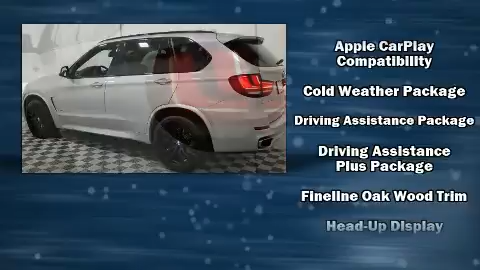 Apple CarPlay
Compatibility
Cold Weather Package
Driving Assistance Package
Driving Assistance
Plus Package
Fineline Oak Wood Trim
Head-Up Display